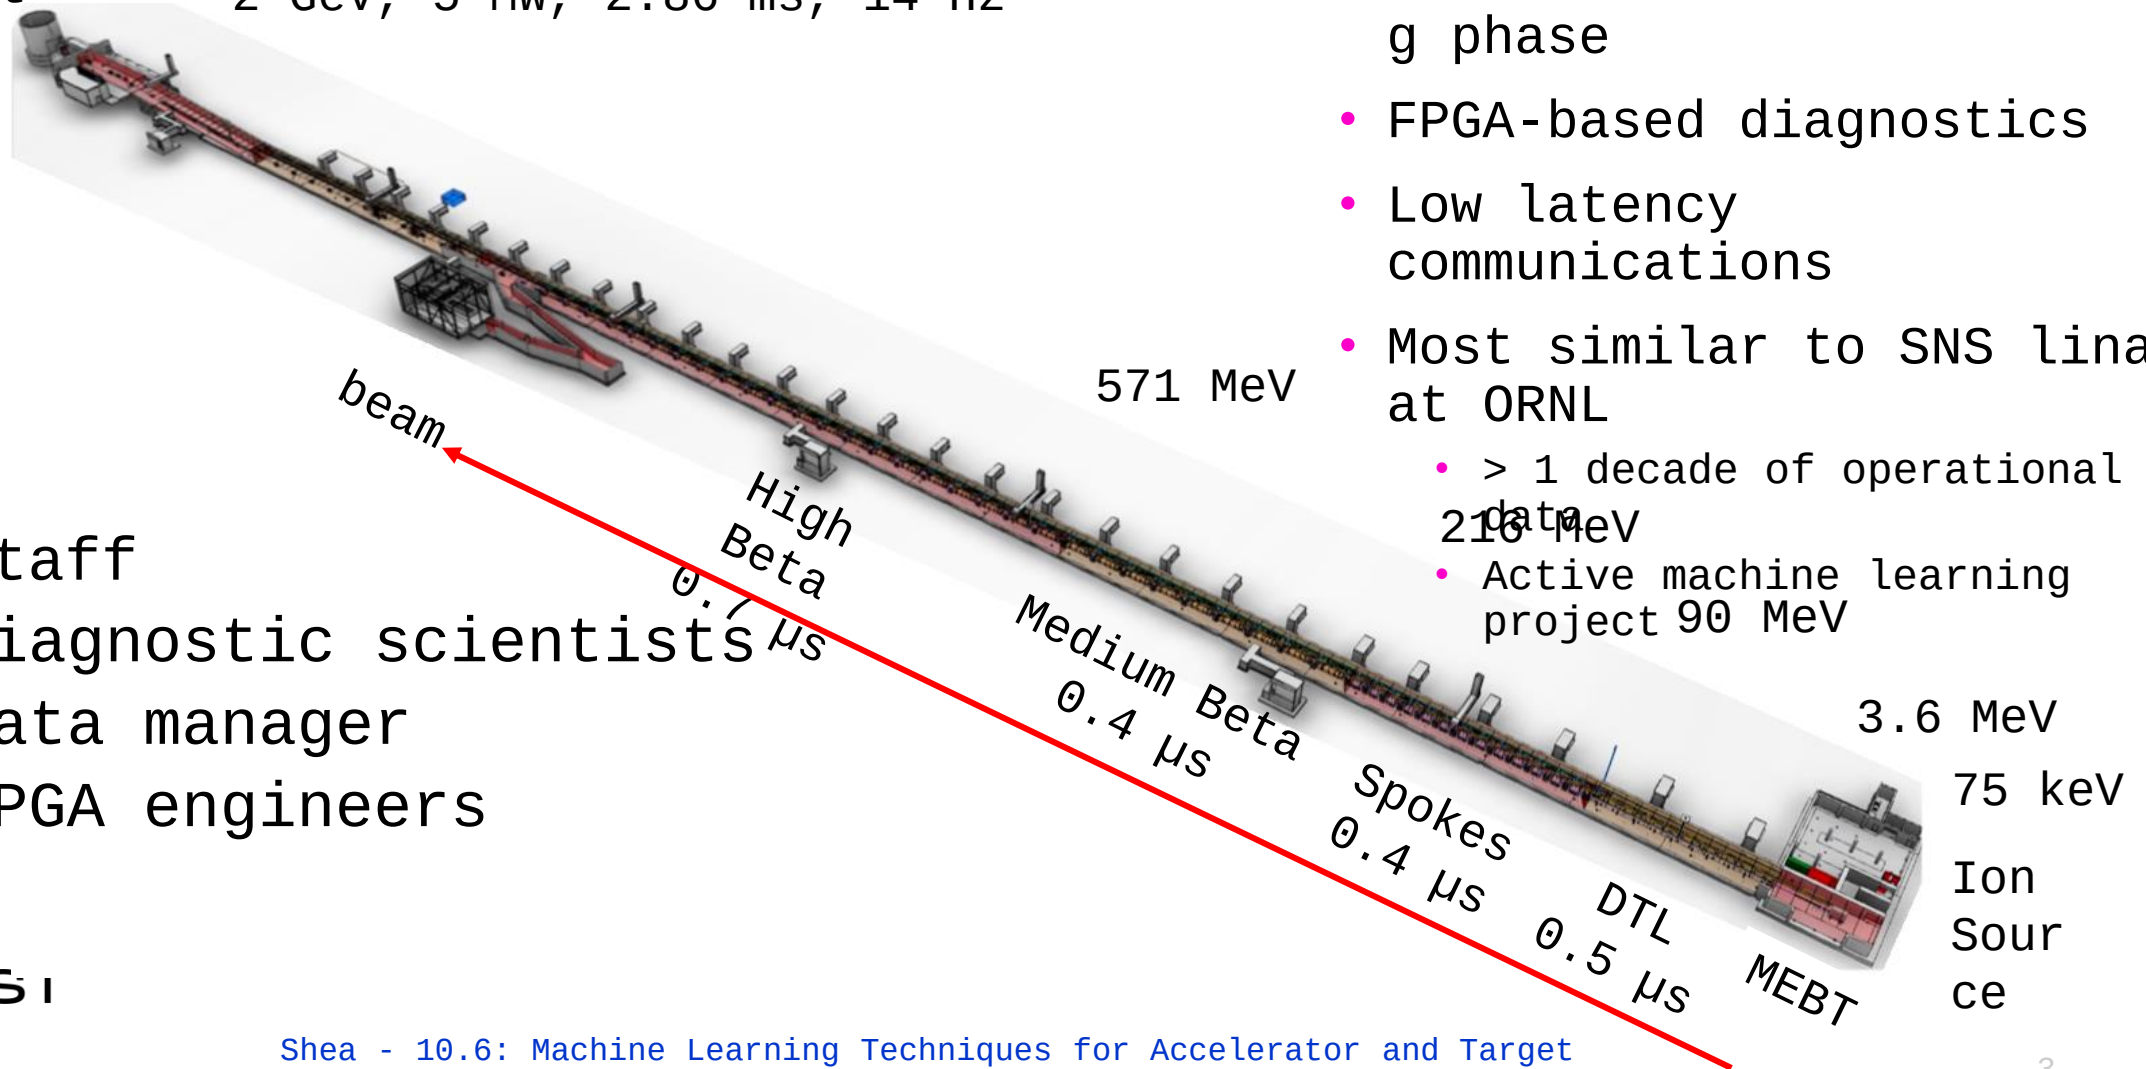 2 GeV, 5 MW, 2.86 ms, 14 Hz
g phase
• FPGA-based diagnostics
• Low latency
communications
• Most similar to SNS lina
at ORNL
• > 1 decade of operational
data
• Active machine learning
project
571 MeV
216 MeV
90 MeV
3.6 MeV
75 keV
Ion
Sour
ce
beam
High
Beta
0.7 µs
Medium Beta
0.4 µs
Spokes
0.4 µs
DTL
0.5 µs
MEBT
taff
iagnostic scientists
ata manager
PGA engineers
Shea - 10.6: Machine Learning Techniques for Accelerator and Target
3